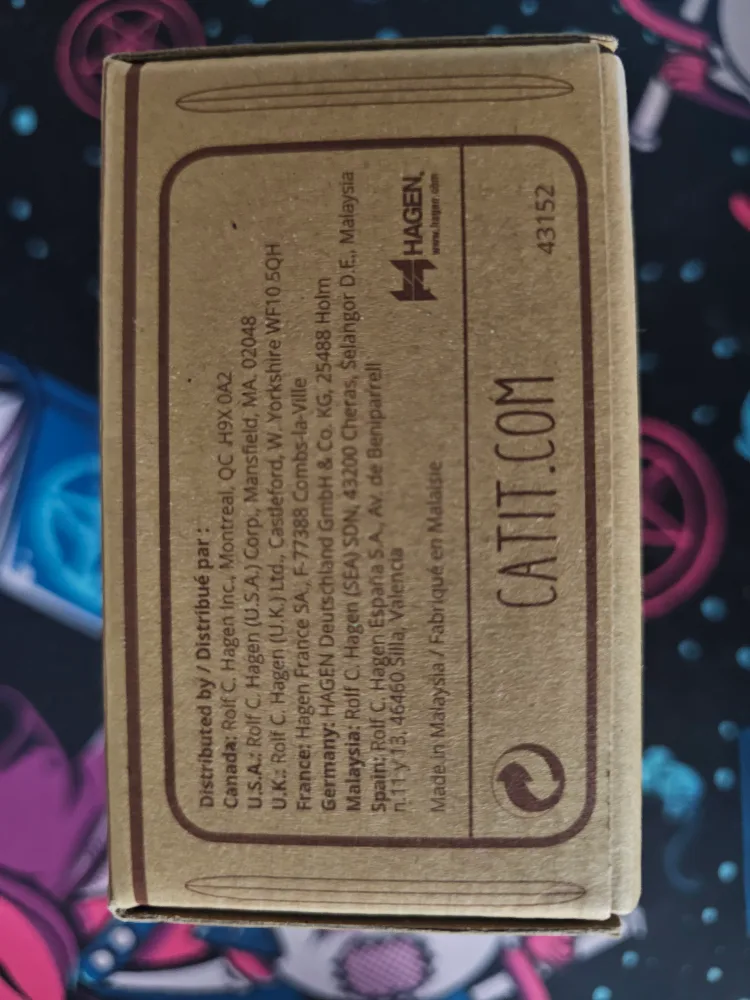 Distributed by / Distribué par :
Canada: Rolf C. Hagen Inc., Montreal, QC H9X 0A2
U.S.A.: Rolf C. Hagen (U.S.A.) Corp., Mansfield, MA. 02048
U.K.: Rolf C. Hagen (U.K.) Ltd., Castleford, W. Yorkshire WF10 5QH
France: Hagen France SA., F-77388 Combs-la-Ville
Germany: HAGEN Deutschland GmbH & Co. KG, 25488 Holm
Malaysia: Rolf C. Hagen (SEA) SDN, 43200 Cheras, Selangor D.E., Malaysia
Spain: Rolf C. Hagen España S.A., Av. de Beniparrell
n.11 y 13, 46460 Silla, Valencia
Made in Malaysia / Fabriqué en Malaisie
HAGEN.
www.hagen.com
CATIT.COM
43152